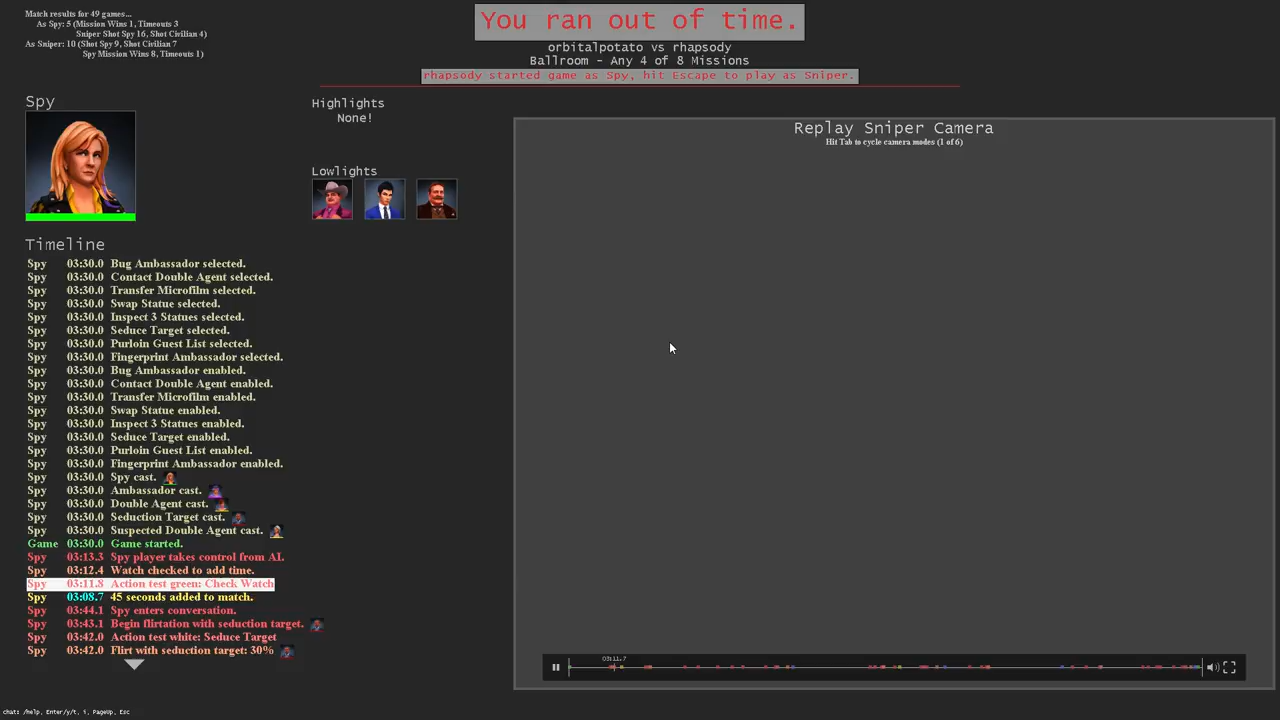 Match results for 49 games...
As Spy: 5 (Mission Wins 1, Timeouts 3
Sniper Shot Spy 16, Shot Civilian 4)
As Sniper: 10 (Shot Spy 9, Shot Civilian 7
Spy Mission Wins 8, Timeouts 1)
You ran out of time.
orbitalpotato vs rhapsody
Ballroom - Any 4 of 8 Missions
rhapsody started game as Spy, hit Escape to play as Sniper.
Spy
Highlights
None!
Lowlights
Replay Sniper Camera
Hit Tab to cycle camera modes (1 of 6)
Timeline
Spy 03:30.0 Bug Ambassador selected.
Spy 03:30.0 Contact Double Agent selected.
Spy 03:30.0 Transfer Microfilm selected.
Spy 03:30.0 Swap Statue selected.
Spy 03:30.0 Inspect 3 Statues selected.
Spy 03:30.0 Seduce Target selected.
Spy 03:30.0 Purloin Guest List selected.
Spy 03:30.0 Fingerprint Ambassador selected.
Spy 03:30.0 Bug Ambassador enabled.
Spy 03:30.0 Contact Double Agent enabled.
Spy 03:30.0 Transfer Microfilm enabled.
Spy 03:30.0 Swap Statue enabled.
Spy 03:30.0 Inspect 3 Statues enabled.
Spy 03:30.0 Seduce Target enabled.
Spy 03:30.0 Purloin Guest List enabled.
Spy 03:30.0 Fingerprint Ambassador enabled.
Spy 03:30.0 Spy cast.
Spy 03:30.0 Ambassador cast.
Spy 03:30.0 Double Agent cast.
Spy 03:30.0 Seduction Target cast.
Spy 03:30.0 Suspected Double Agent cast.
Game 03:30.0 Game started.
Spy 03:13.3 Spy player takes control from AI.
Spy 03:12.4 Watch checked to add time.
Spy 03:11.8 Action test green: Check Watch
Spy 03:08.7 45 seconds added to match.
Spy 03:44.1 Spy enters conversation.
Spy 03:43.1 Begin flirtation with seduction target.
Spy 03:42.0 Action test white: Seduce Target
Spy 03:42.0 Flirt with seduction target: 30%
03:11.7
chat: /help, Enter/y/t, i, PageUp, Esc